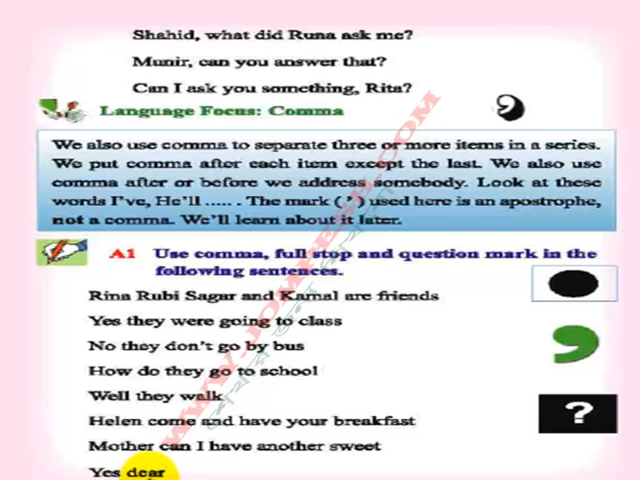 Shahid, what did Runa ask me?
Munir, can you answer that?
Can I ask you something, Rita?
Language Focus: Comma
We also use comma to separate three or more items in a series.
We put comma after each item except the last. We also use
comma after or before we address somebody. Look at these
words I've, He'll ..... . The mark (’) used here is an apostrophe,
not a comma. We'll learn about it later.
A1 Use comma, full stop and question mark in the
following sentences.
Rina Rubi Sagar and Kamal are friends
Yes they were going to class
No they don't go by bus
How do they go to school
Well they walk
Helen come and have your breakfast
Mother can I have another sweet
Yes dear
?